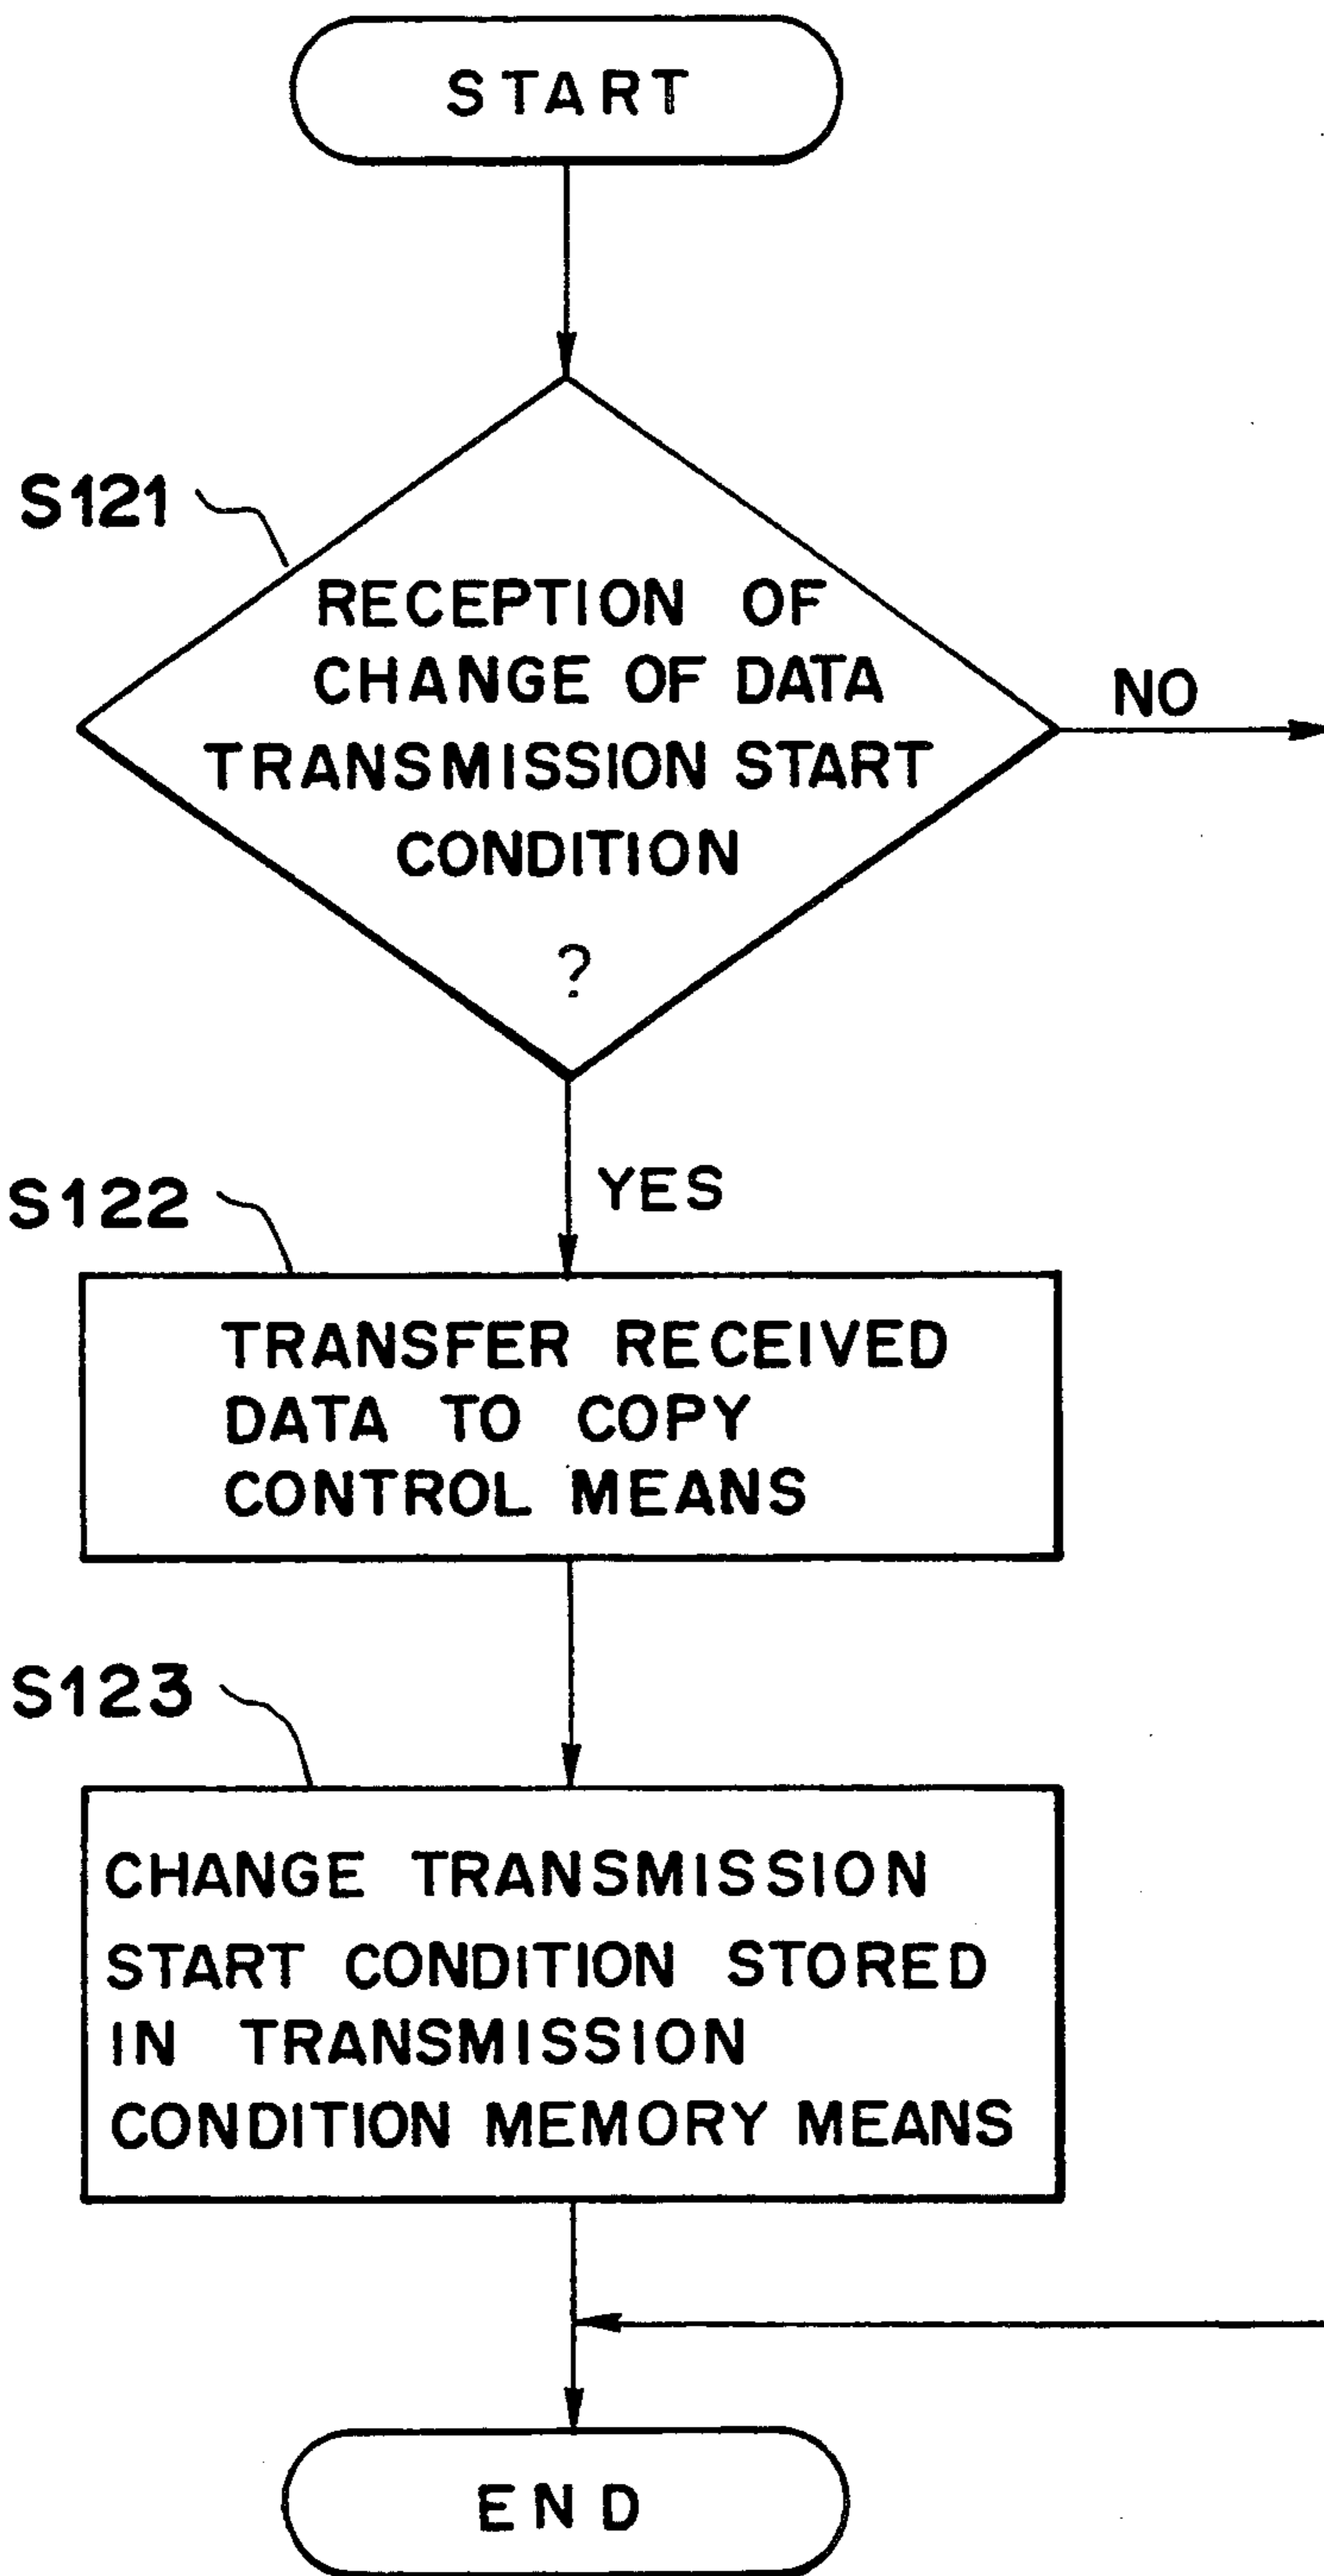 START
S121
RECEPTION OF
CHANGE OF DATA
TRANSMISSION START
CONDITION
?
NO
YES
S122
TRANSFER RECEIVED
DATA TO COPY
CONTROL MEANS
S123
CHANGE TRANSMISSION
START CONDITION STORED
IN TRANSMISSION
CONDITION MEMORY MEANS
END